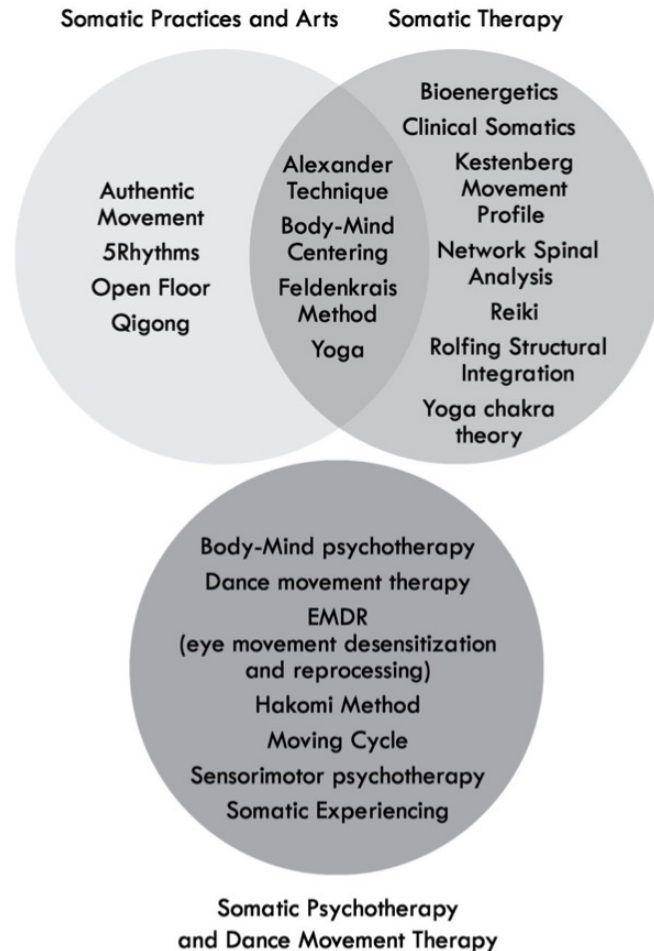 Somatic Practices and Arts
Somatic Therapy
Authentic
Movement
5Rhythms
Open Floor
Qigong
Alexander
Technique
Body-Mind
Centering
Feldenkrais
Method
Yoga
Bioenergetics
Clinical Somatics
Kestenberg
Movement
Profile
Network Spinal
Analysis
Reiki
Rolfing Structural
Integration
Yoga chakra
theory
Body-Mind psychotherapy
Dance movement therapy
EMDR
(eye movement desensitization
and reprocessing)
Hakomi Method
Moving Cycle
Sensorimotor psychotherapy
Somatic Experiencing
Somatic Psychotherapy
and Dance Movement Therapy